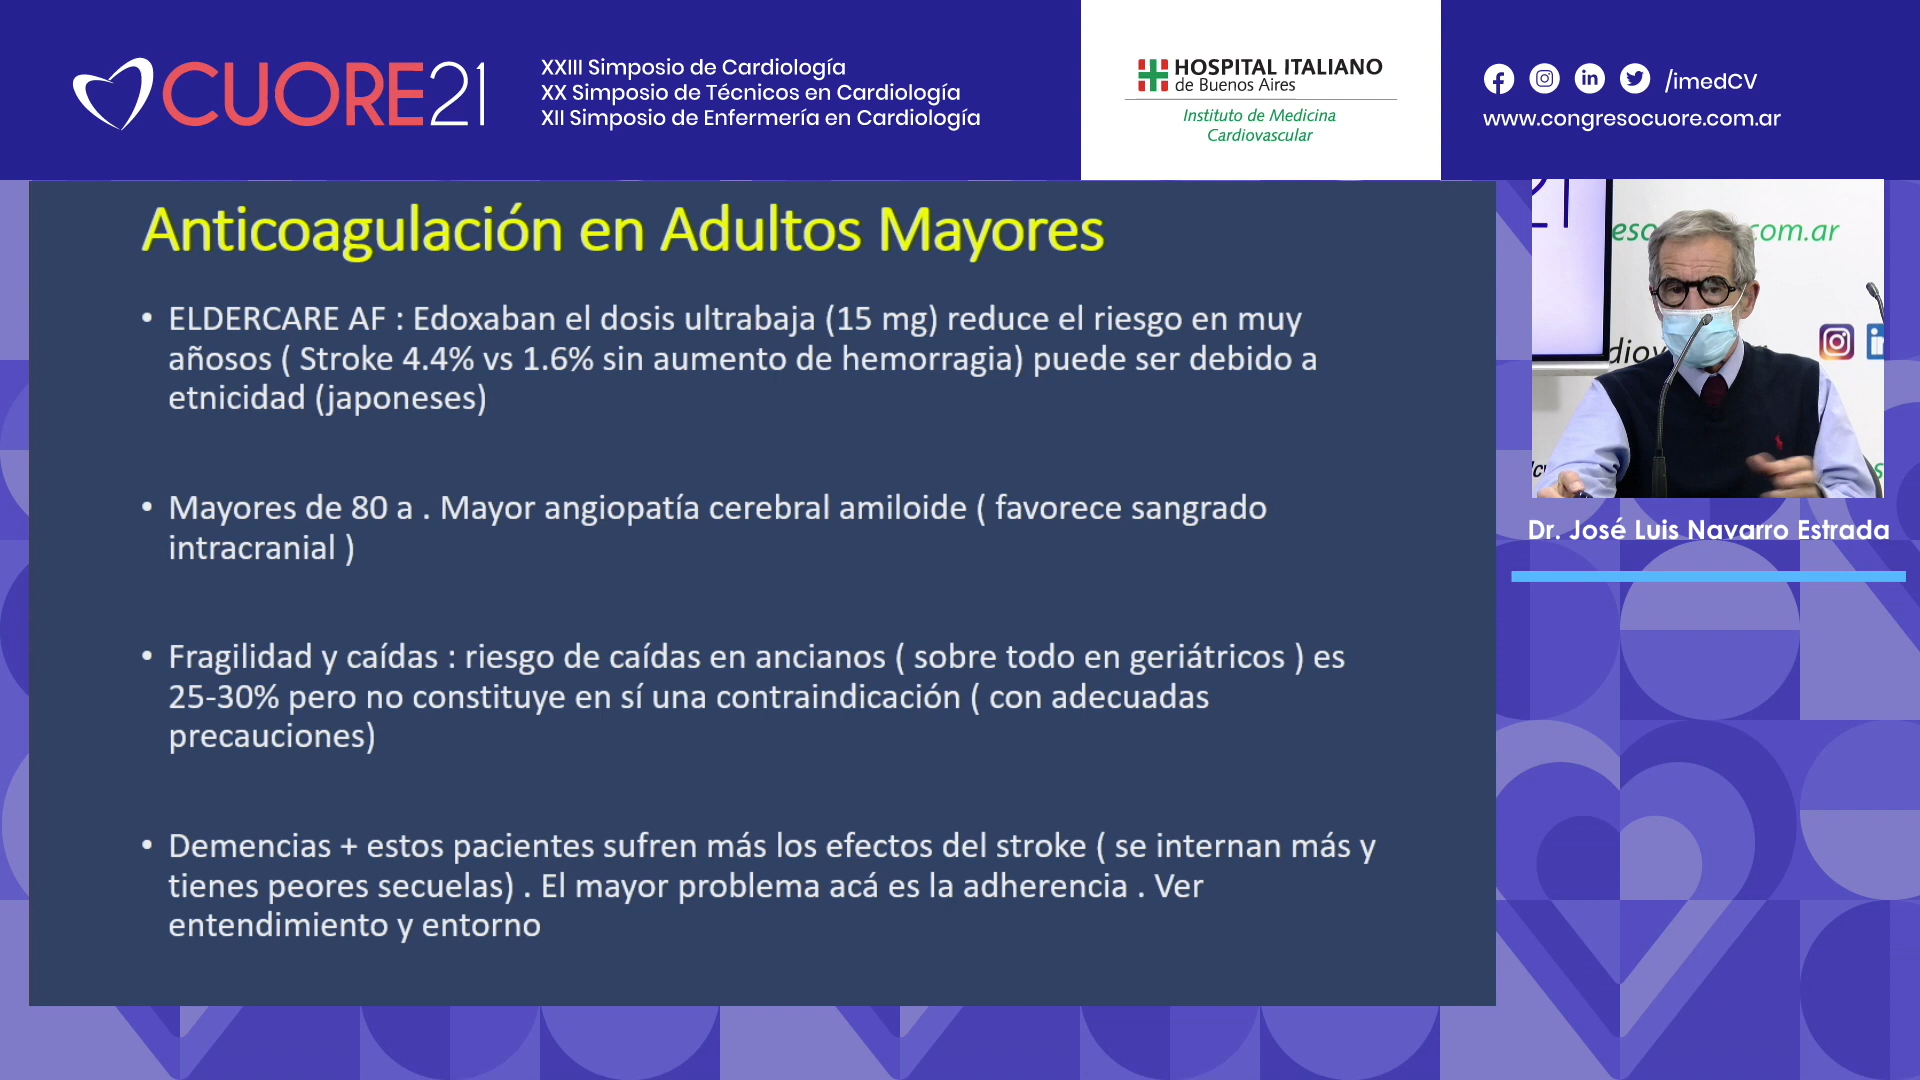 CUORE21
XXIII Simposio de Cardiología
XX Simposio de Técnicos en Cardiología
XII Simposio de Enfermería en Cardiología
HOSPITAL ITALIANO
de Buenos Aires
Instituto de Medicina
Cardiovascular
/imedCV
www.congresocuore.com.ar
Anticoagulación en Adultos Mayores
• ELDERCARE AF : Edoxaban el dosis ultrabaja (15 mg) reduce el riesgo en muy
añosos ( Stroke 4.4% vs 1.6% sin aumento de hemorragia) puede ser debido a
etnicidad (japoneses)
• Mayores de 80 a . Mayor angiopatía cerebral amiloide ( favorece sangrado
intracranial )
• Fragilidad y caídas : riesgo de caídas en ancianos ( sobre todo en geriátricos ) es
25-30% pero no constituye en sí una contraindicación ( con adecuadas
precauciones)
• Demencias + estos pacientes sufren más los efectos del stroke ( se internan más y
tienes peores secuelas) . El mayor problema acá es la adherencia . Ver
entendimiento y entorno
21
com.ar
Dr. José Luis Navarro Estrada